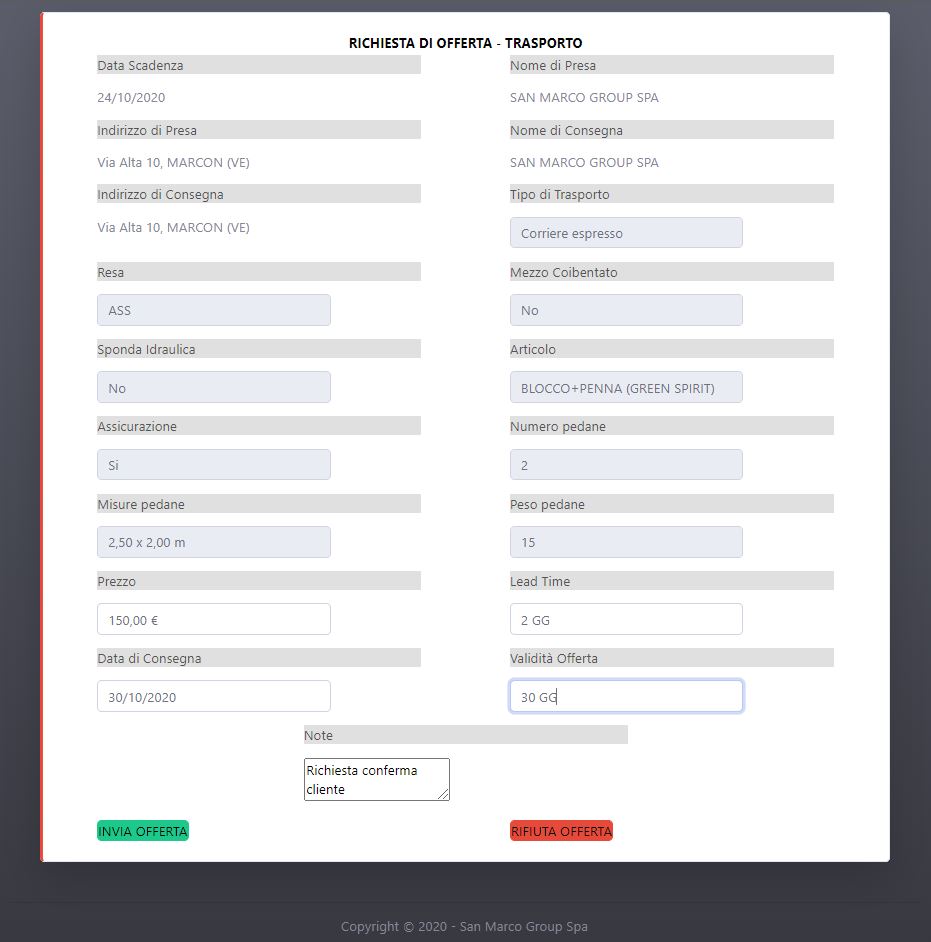 RICHIESTA DI OFFERTA - TRASPORTO
Data Scadenza
Nome di Presa
24/10/2020
SAN MARCO GROUP SPA
Indirizzo di Presa
Nome di Consegna
Via Alta 10, MARCON (VE)
SAN MARCO GROUP SPA
Indirizzo di Consegna
Tipo di Trasporto
Via Alta 10, MARCON (VE)
Corriere espresso
Resa
Mezzo Coibentato
ASS
No
Sponda Idraulica
Articolo
No
BLOCCO+PENNA (GREEN SPIRIT)
Assicurazione
Numero pedane
Si
2
Misure pedane
Peso pedane
2,50 x 2,00 m
15
Prezzo
Lead Time
150,00 €
2 GG
Data di Consegna
Validità Offerta
30/10/2020
30 GG
Note
Richiesta conferma
cliente
INVIA OFFERTA
RIFIUTA OFFERTA
Copyright © 2020 - San Marco Group Spa